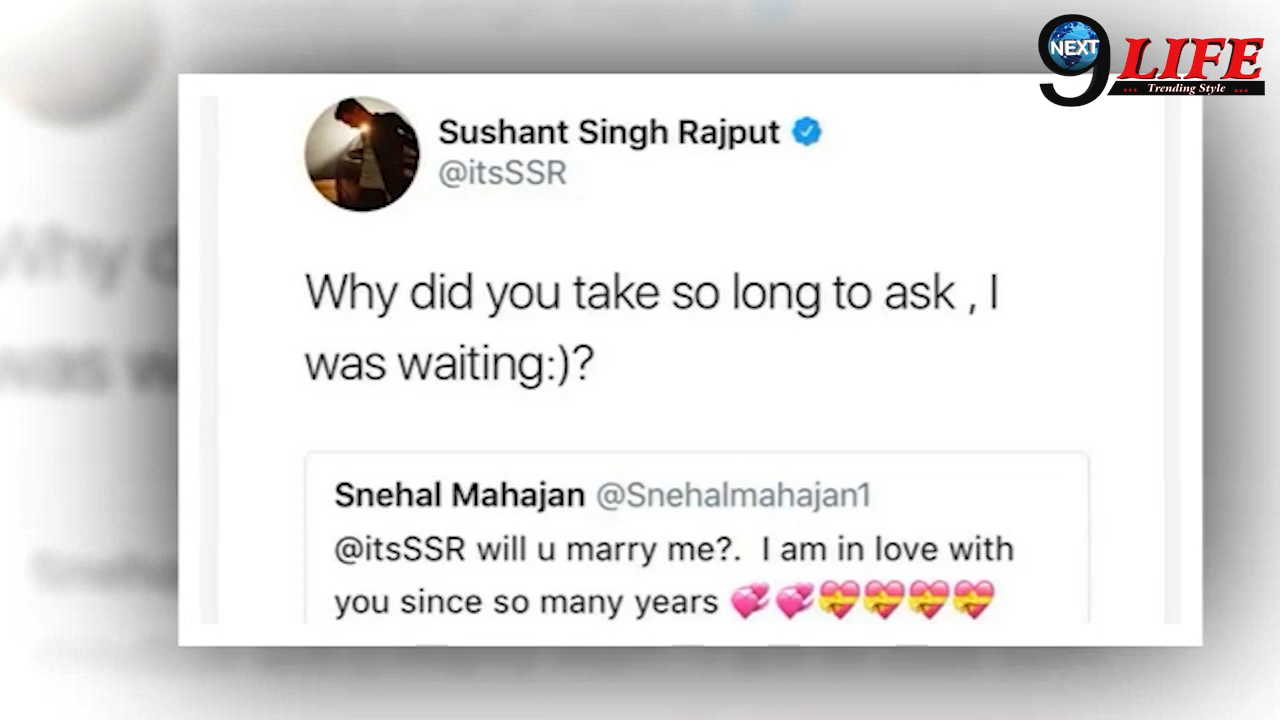 NEXT
9 LIFE
... Trending Style ...
Sushant Singh Rajput
@itsSSR
Why did you take so long to ask , I
was waiting:)?
Snehal Mahajan @Snehalmahajan1
@itsSSR will u marry me?. I am in love with
you since so many years 💞💞💝💝💝💝